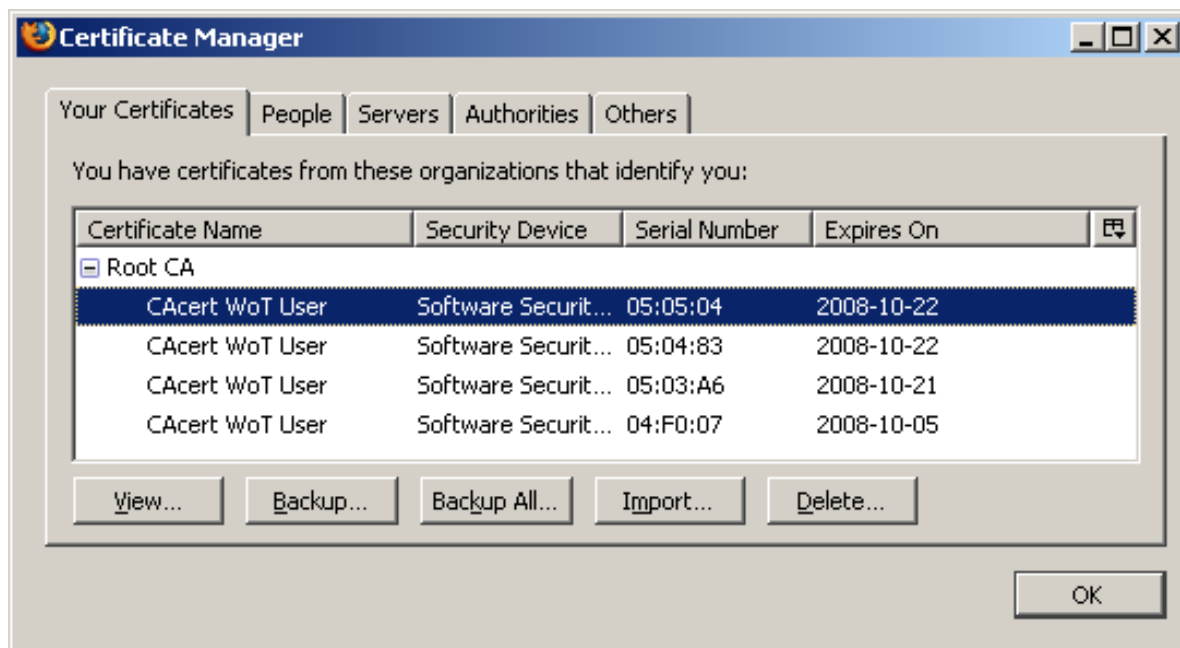 Certificate Manager
Your Certificates People Servers Authorities Others
You have certificates from these organizations that identify you:
Certificate Name Security Device Serial Number Expires On
Root CA
CAcert WoT User Software Securit... 05:05:04 2008-10-22
CAcert WoT User Software Securit... 05:04:83 2008-10-22
CAcert WoT User Software Securit... 05:03:A6 2008-10-21
CAcert WoT User Software Securit... 04:F0:07 2008-10-05
View... Backup... Backup All... Import... Delete...
OK